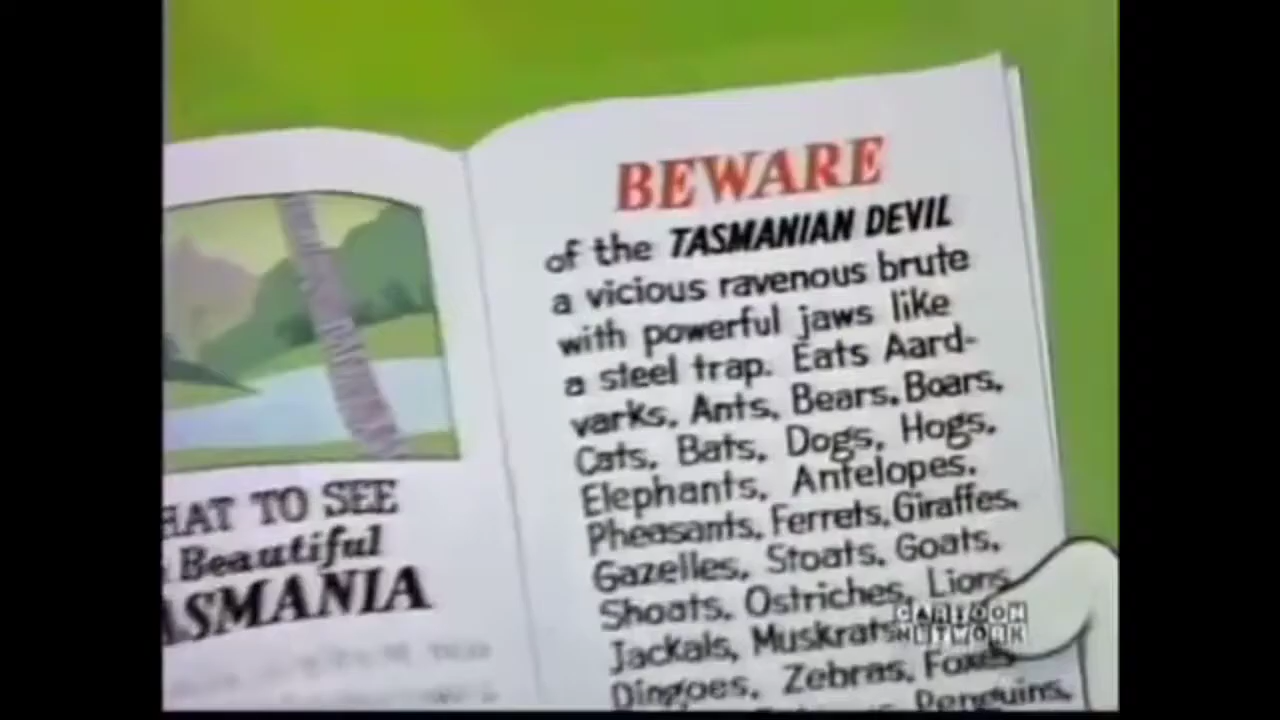 HAT TO SEE
Beautiful
ASMANIA
BEWARE
of the TASMANIAN DEVIL
a vicious ravenous brute
with powerful jaws like
a steel trap. Eats Aard-
varks, Ants, Bears, Boars,
Cats, Bats, Dogs, Hogs,
Elephants, Antelopes,
Pheasants, Ferrets, Giraffes,
Gazelles, Stoats, Goats,
Shoats, Ostriches, Lions
Jackals, Muskrats
Dingoes, Zebras, Foxes
Penguins,
CARTOON
NETWORK